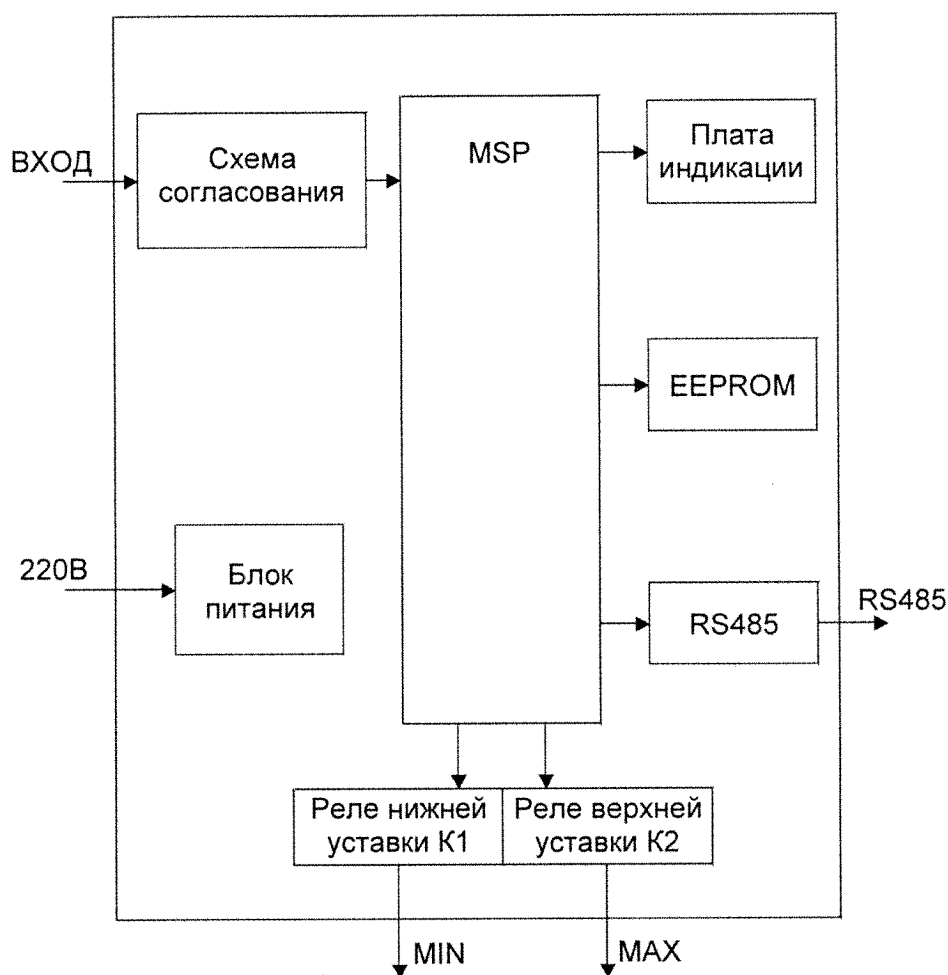 ВХОД
Схема
согласования
MSP
Плата
индикации
EEPROM
220В
Блок
питания
RS485
RS485
Реле нижней
уставки К1
Реле верхней
уставки К2
MIN
MAX